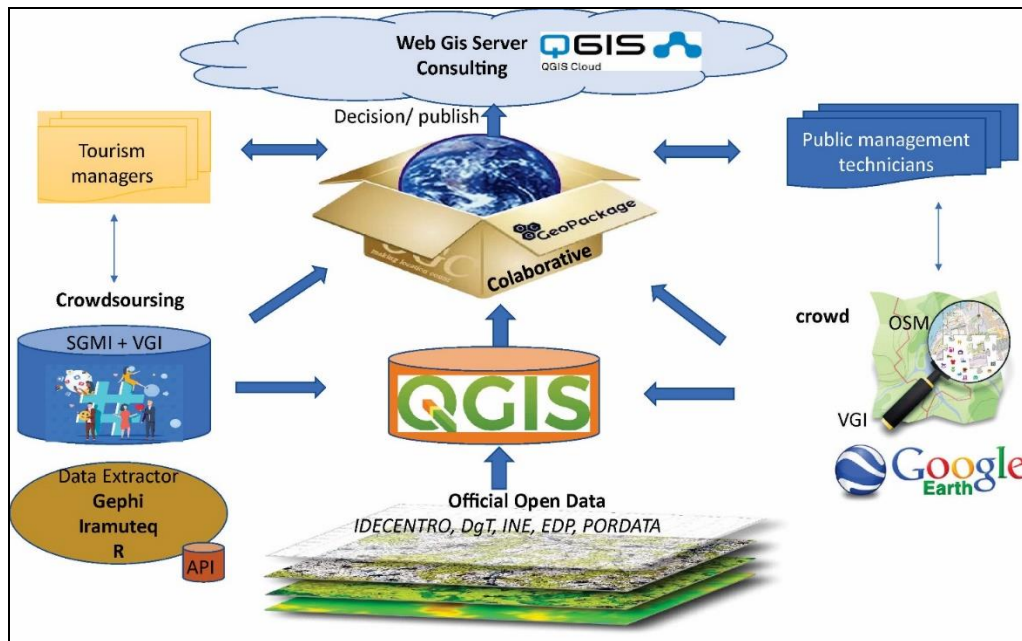 Web Gis Server
Consulting
QGIS
QGIS Cloud
Decision/ publish
Tourism
managers
Public management
technicians
GeoPackage
Colaborative
Crowdsoursing
SGMI + VGI
#
crowd
OSM
VGI
QGIS
Google
Earth
Data Extractor
Gephi
Iramuteq
R
API
Official Open Data
IDECENTRO, DgT, INE, EDP, PORDATA